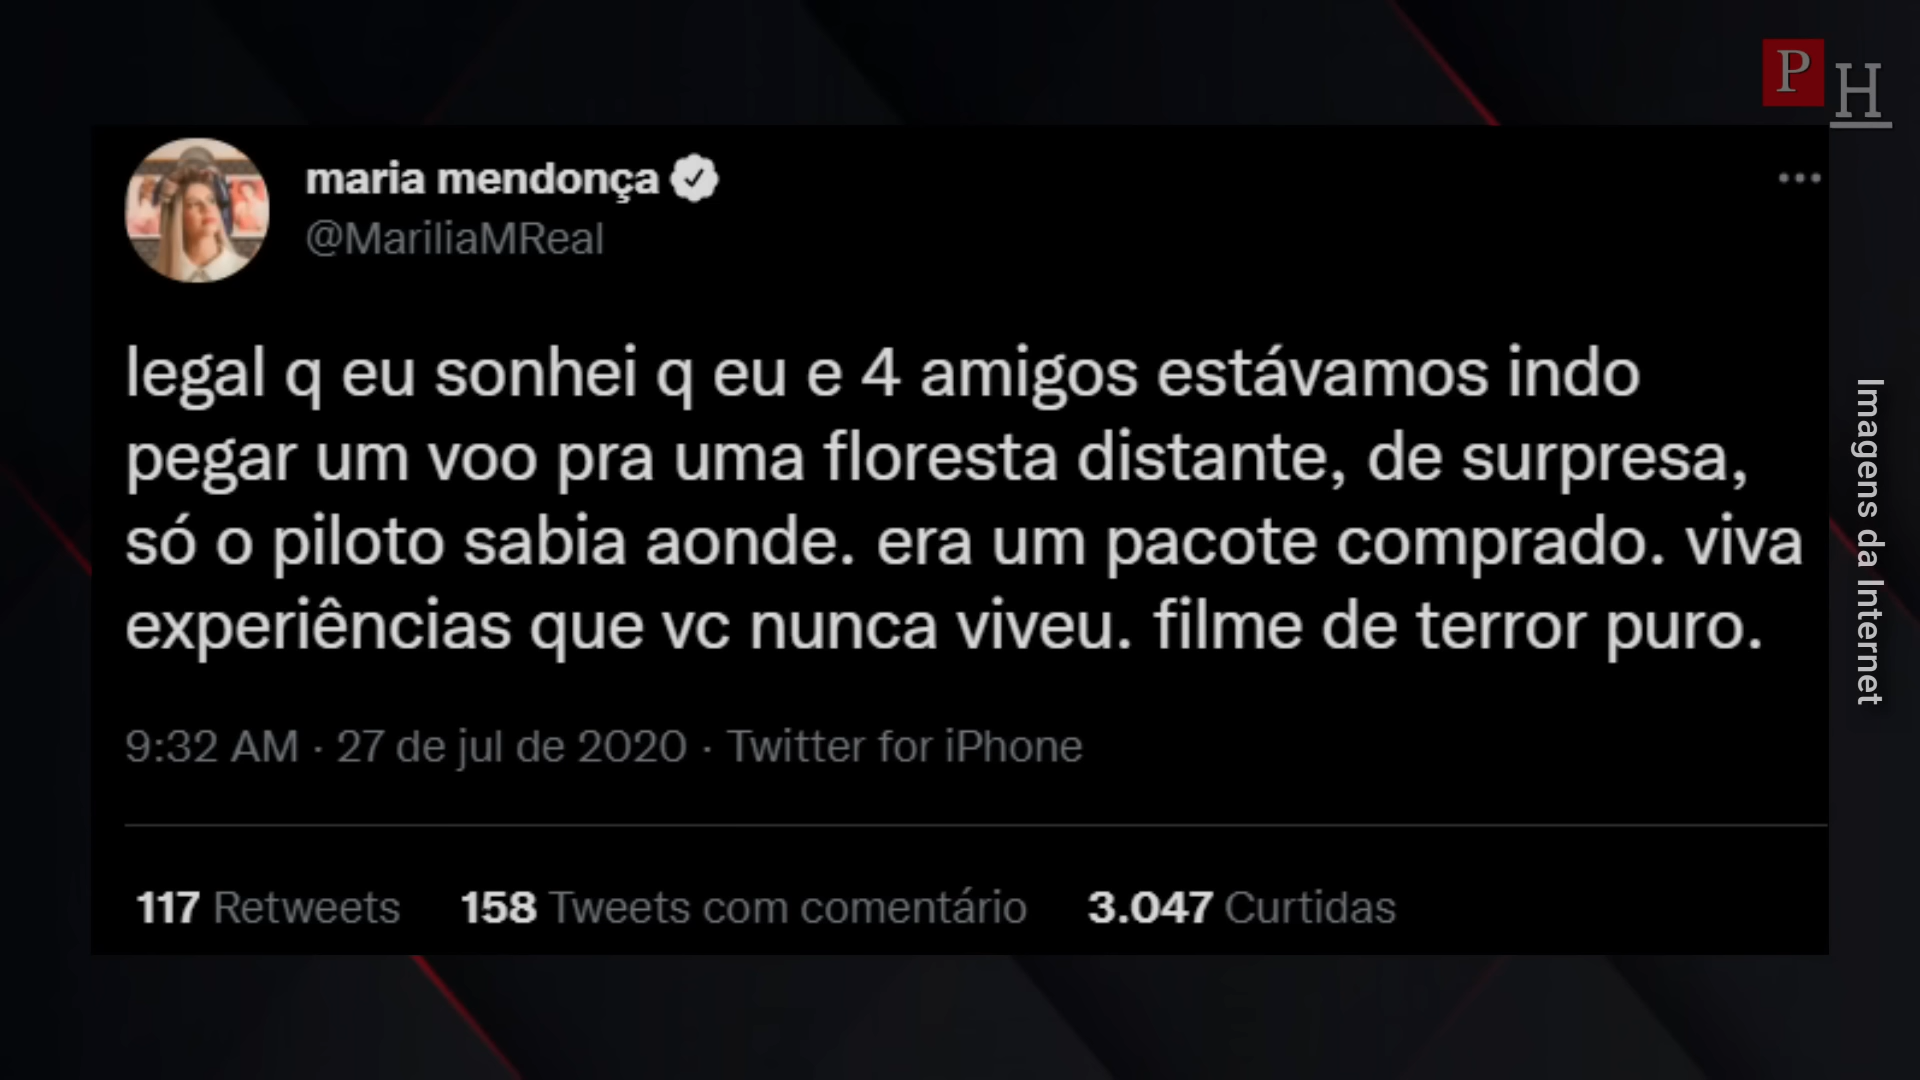 P H
maria mendonça
@MariliaMReal
legal q eu sonhei q eu e 4 amigos estávamos indo
pegar um voo pra uma floresta distante, de surpresa,
só o piloto sabia aonde. era um pacote comprado. viva
experiências que vc nunca viveu. filme de terror puro.
9:32 AM · 27 de jul de 2020 · Twitter for iPhone
117 Retweets 158 Tweets com comentário 3.047 Curtidas
Imagens da Internet